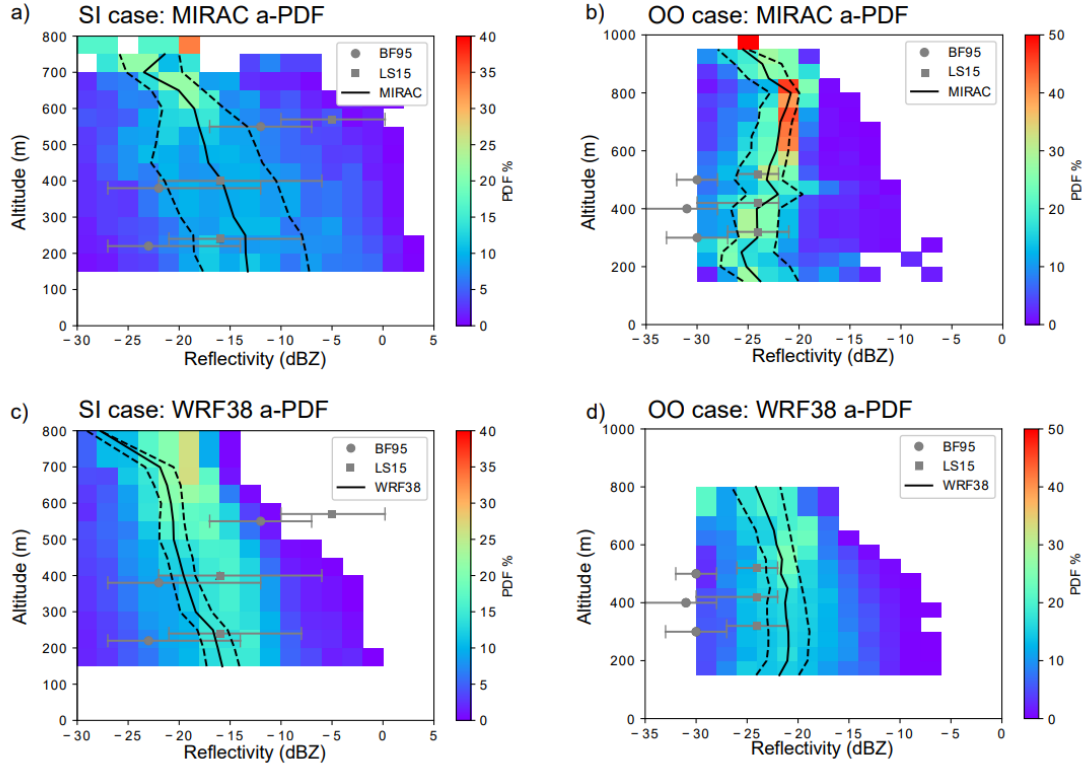 a) SI case: MIRAC a-PDF
800
700
600
500
400
300
200
100
0
Altitude (m)
−30 −25 −20 −15 −10 −5 0 5
Reflectivity (dBZ)
BF95
LS15
MIRAC
40
35
30
25
20
15
10
5
0
PDF %
b) OO case: MIRAC a-PDF
1000
800
600
400
200
0
Altitude (m)
−35 −30 −25 −20 −15 −10 −5 0
Reflectivity (dBZ)
BF95
LS15
MIRAC
50
40
30
20
10
0
PDF %
c) SI case: WRF38 a-PDF
800
700
600
500
400
300
200
100
0
Altitude (m)
−30 −25 −20 −15 −10 −5 0 5
Reflectivity (dBZ)
BF95
LS15
WRF38
40
35
30
25
20
15
10
5
0
PDF %
d) OO case: WRF38 a-PDF
1000
800
600
400
200
0
Altitude (m)
−35 −30 −25 −20 −15 −10 −5 0
Reflectivity (dBZ)
BF95
LS15
WRF38
50
40
30
20
10
0
PDF %